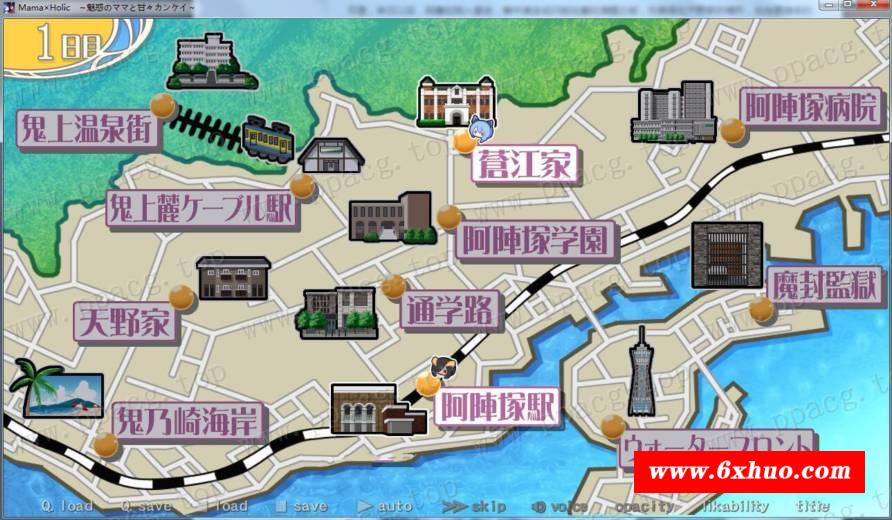 Mama×Holic ～魅惑のママと甘々カンケイ～
1日目
鬼上温泉街
阿陣塚病院
蒼江家
鬼上麓ケーブル駅
阿陣塚学園
魔封監獄
天野家
通学路
阿陣塚駅
鬼乃崎海岸
ウォーターフロント
www.6xhuo.com
Q.load Q.save load save auto skip voice opacity likability title
www.ppacg.top